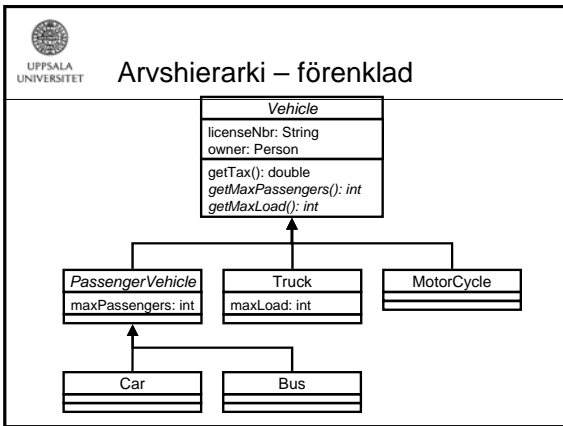 UPPSALA
UNIVERSITET
Arvshierarki – förenklad
Vehicle
licenseNbr: String
owner: Person
getTax(): double
getMaxPassengers(): int
getMaxLoad(): int
PassengerVehicle
maxPassengers: int
Truck
maxLoad: int
MotorCycle
Car
Bus